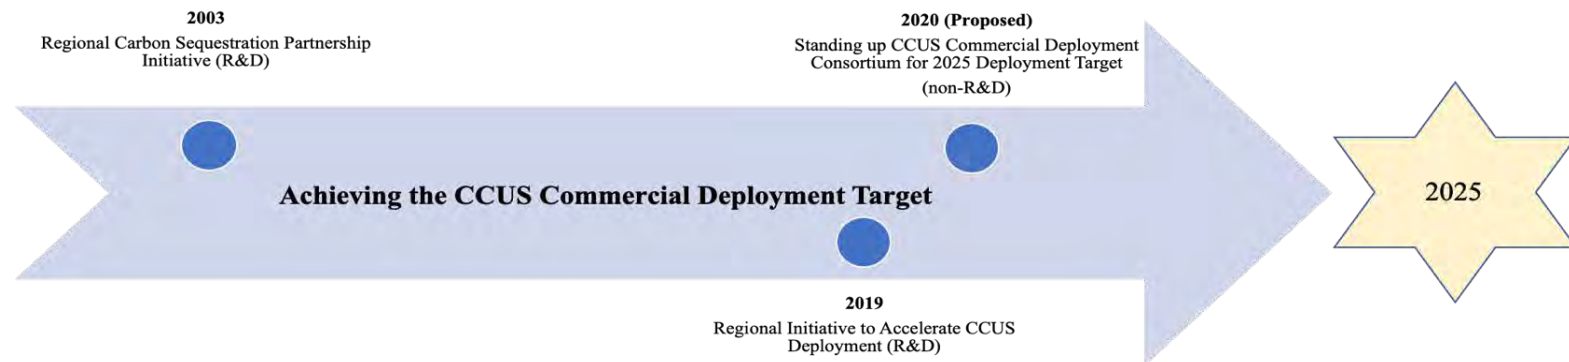 2003
Regional Carbon Sequestration Partnership
Initiative (R&D)
2020 (Proposed)
Standing up CCUS Commercial Deployment
Consortium for 2025 Deployment Target
(non-R&D)
Achieving the CCUS Commercial Deployment Target
2025
2019
Regional Initiative to Accelerate CCUS
Deployment (R&D)